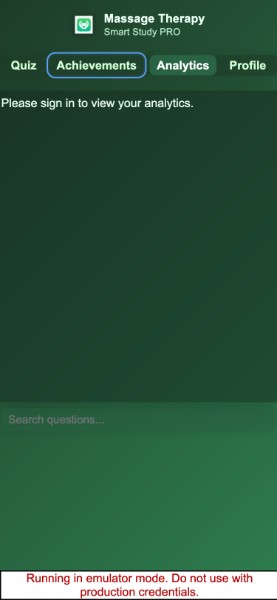 Massage Therapy
Smart Study PRO
Quiz
Achievements
Analytics
Profile
Please sign in to view your analytics.
Search questions...
Running in emulator mode. Do not use with
production credentials.